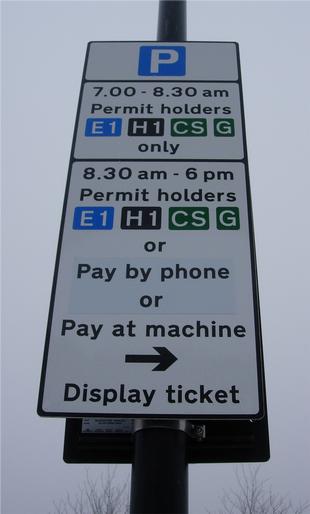 P
7.00 - 8.30 am
Permit holders
E1 H1 CS G
only
8.30 am - 6 pm
Permit holders
E1 H1 CS G
or
Pay by phone
or
Pay at machine
Display ticket